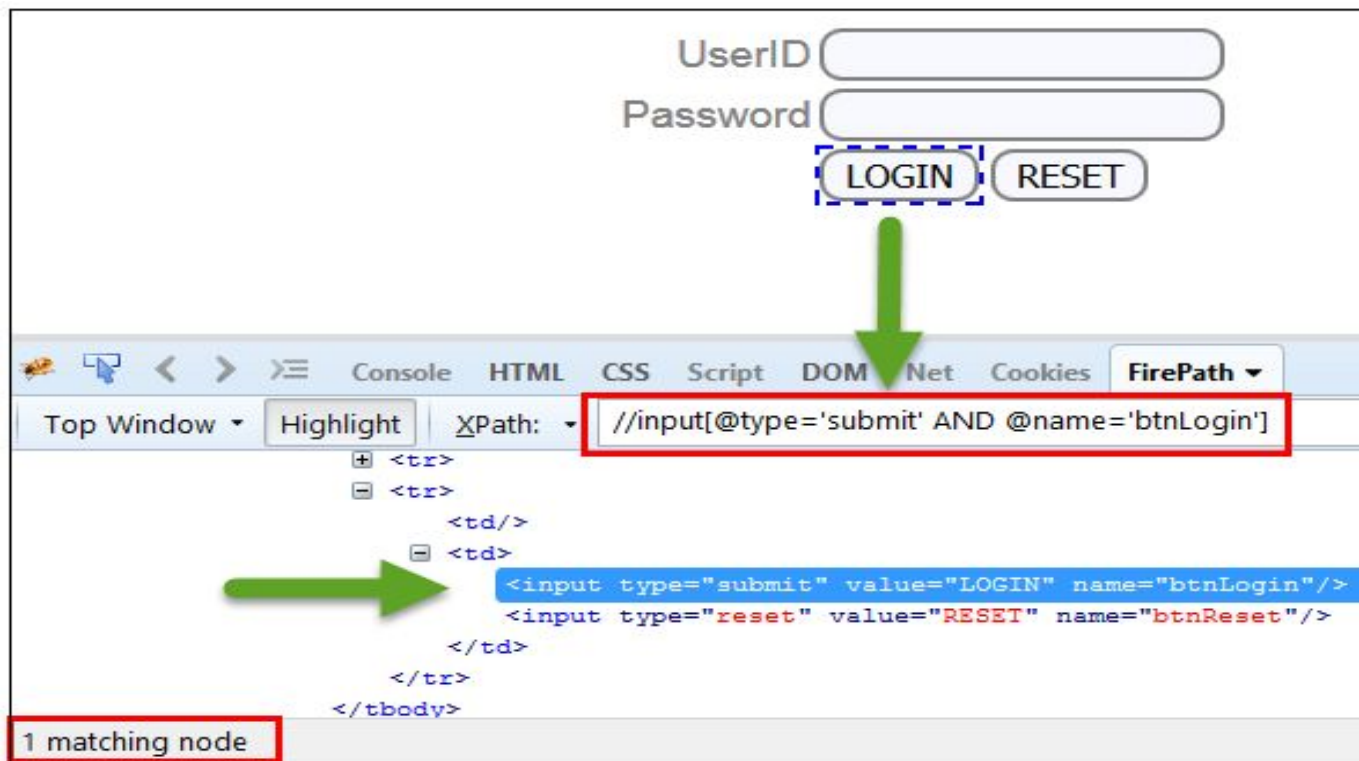 UserID
Password
LOGIN RESET
Console HTML CSS Script DOM Net Cookies FirePath
Top Window Highlight XPath: //input[@type='submit' AND @name='btnLogin']
<tr>
<tr>
<td/>
<td>
<input type="submit" value="LOGIN" name="btnLogin"/>
<input type="reset" value="RESET" name="btnReset"/>
</td>
</tr>
</tbody>
1 matching node